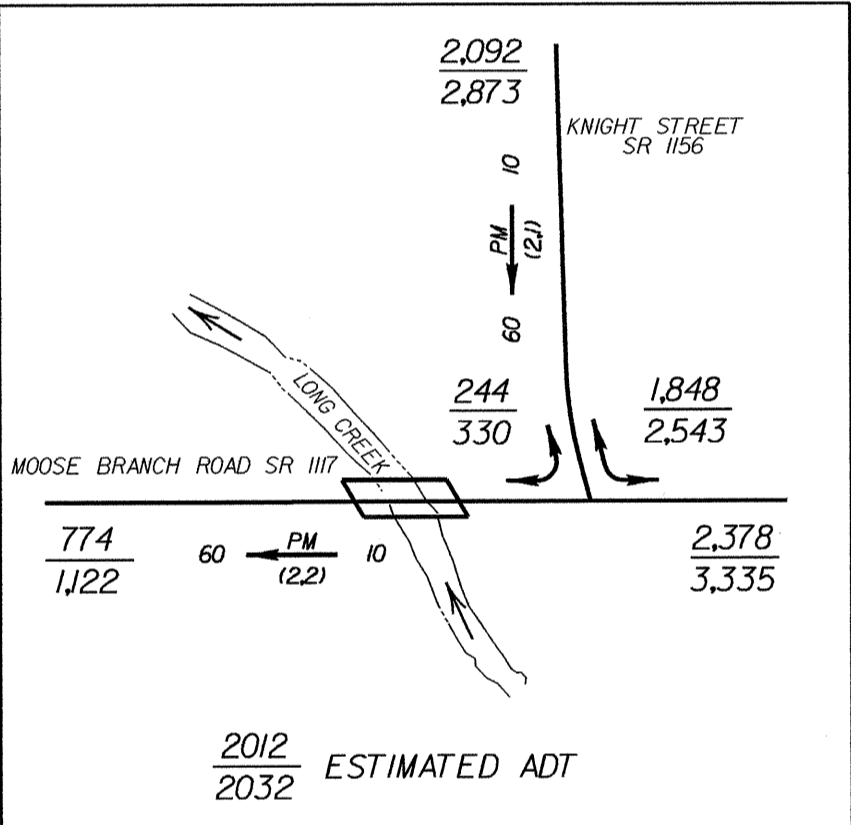 2,092
2,873
KNIGHT STREET
SR 1156
10
PM
(2,1)
60
244
330
1,848
2,543
LONG CREEK
MOOSE BRANCH ROAD SR 1117
774
1,122
60
PM
(2,2)
10
2,378
3,335
2012
2032
ESTIMATED ADT